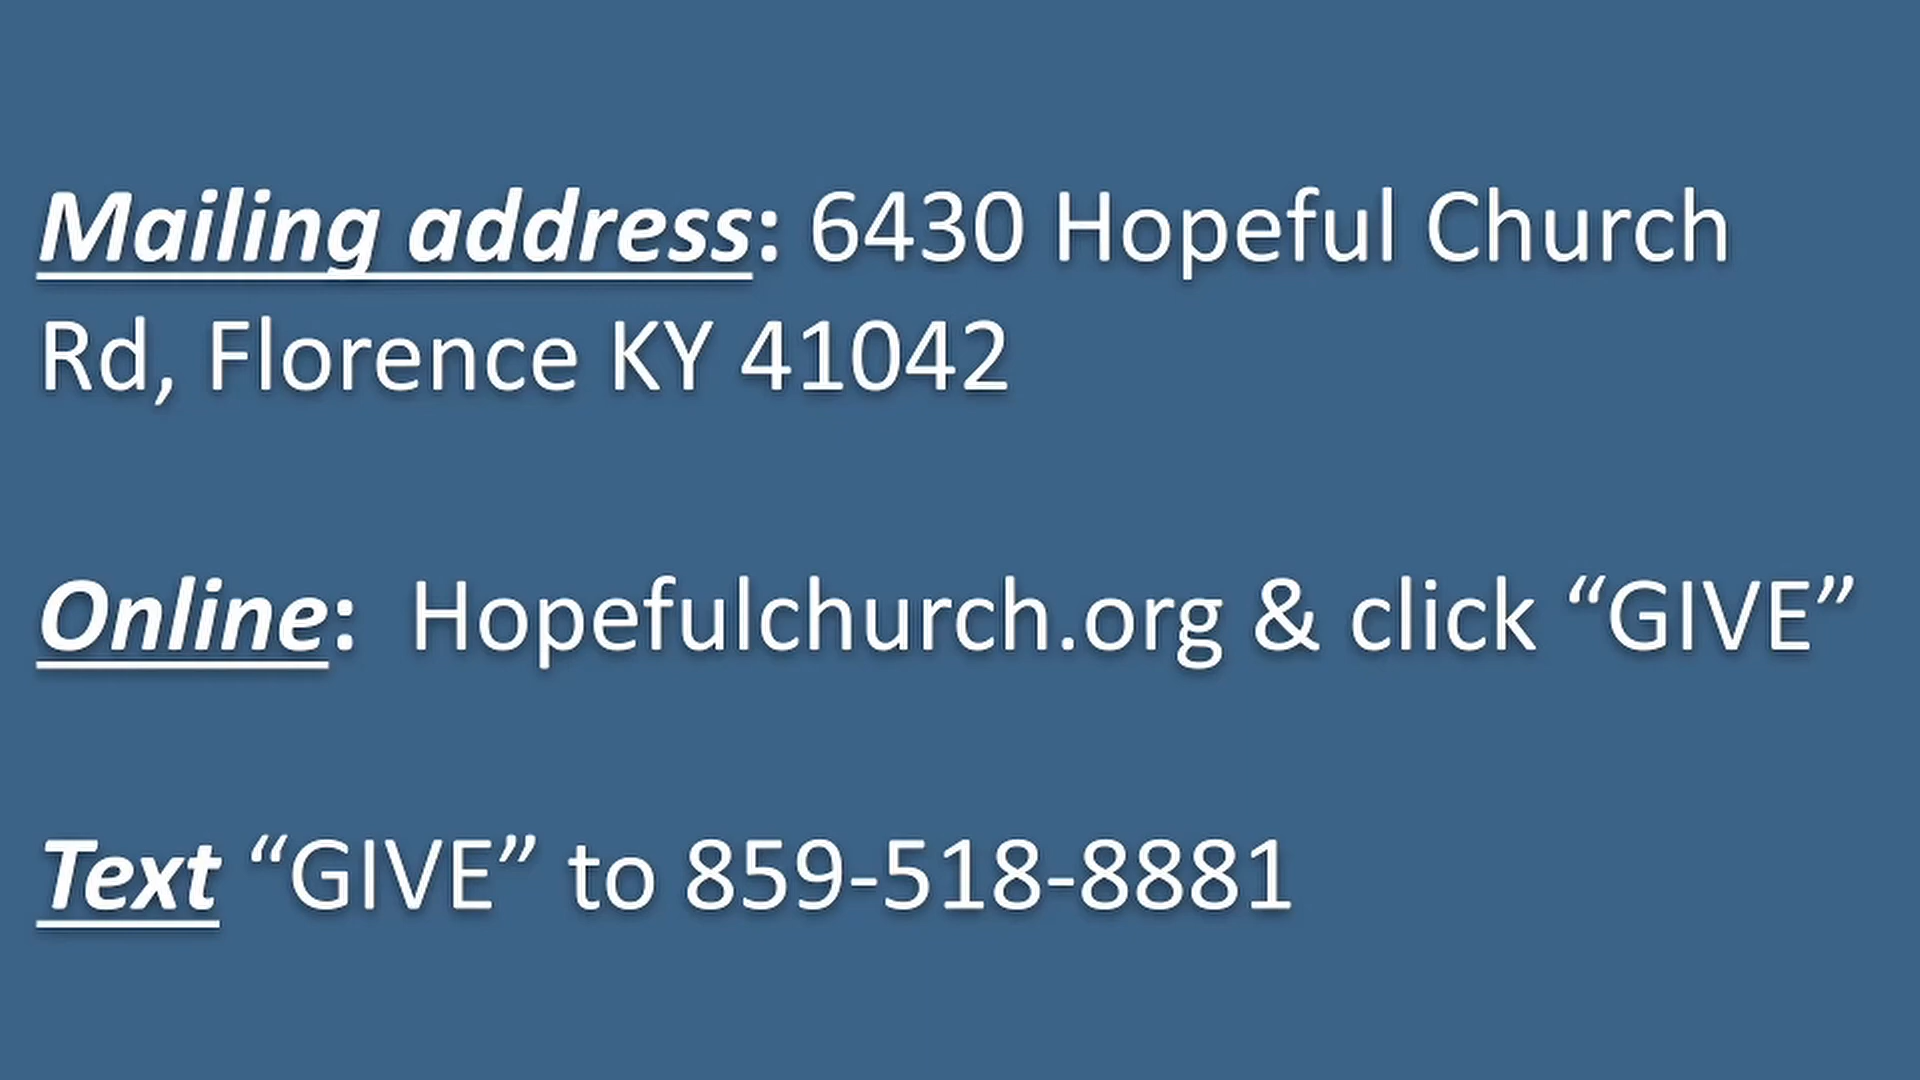 Mailing address: 6430 Hopeful Church
Rd, Florence KY 41042
Online:  Hopefulchurch.org & click “GIVE”
Text “GIVE” to 859-518-8881